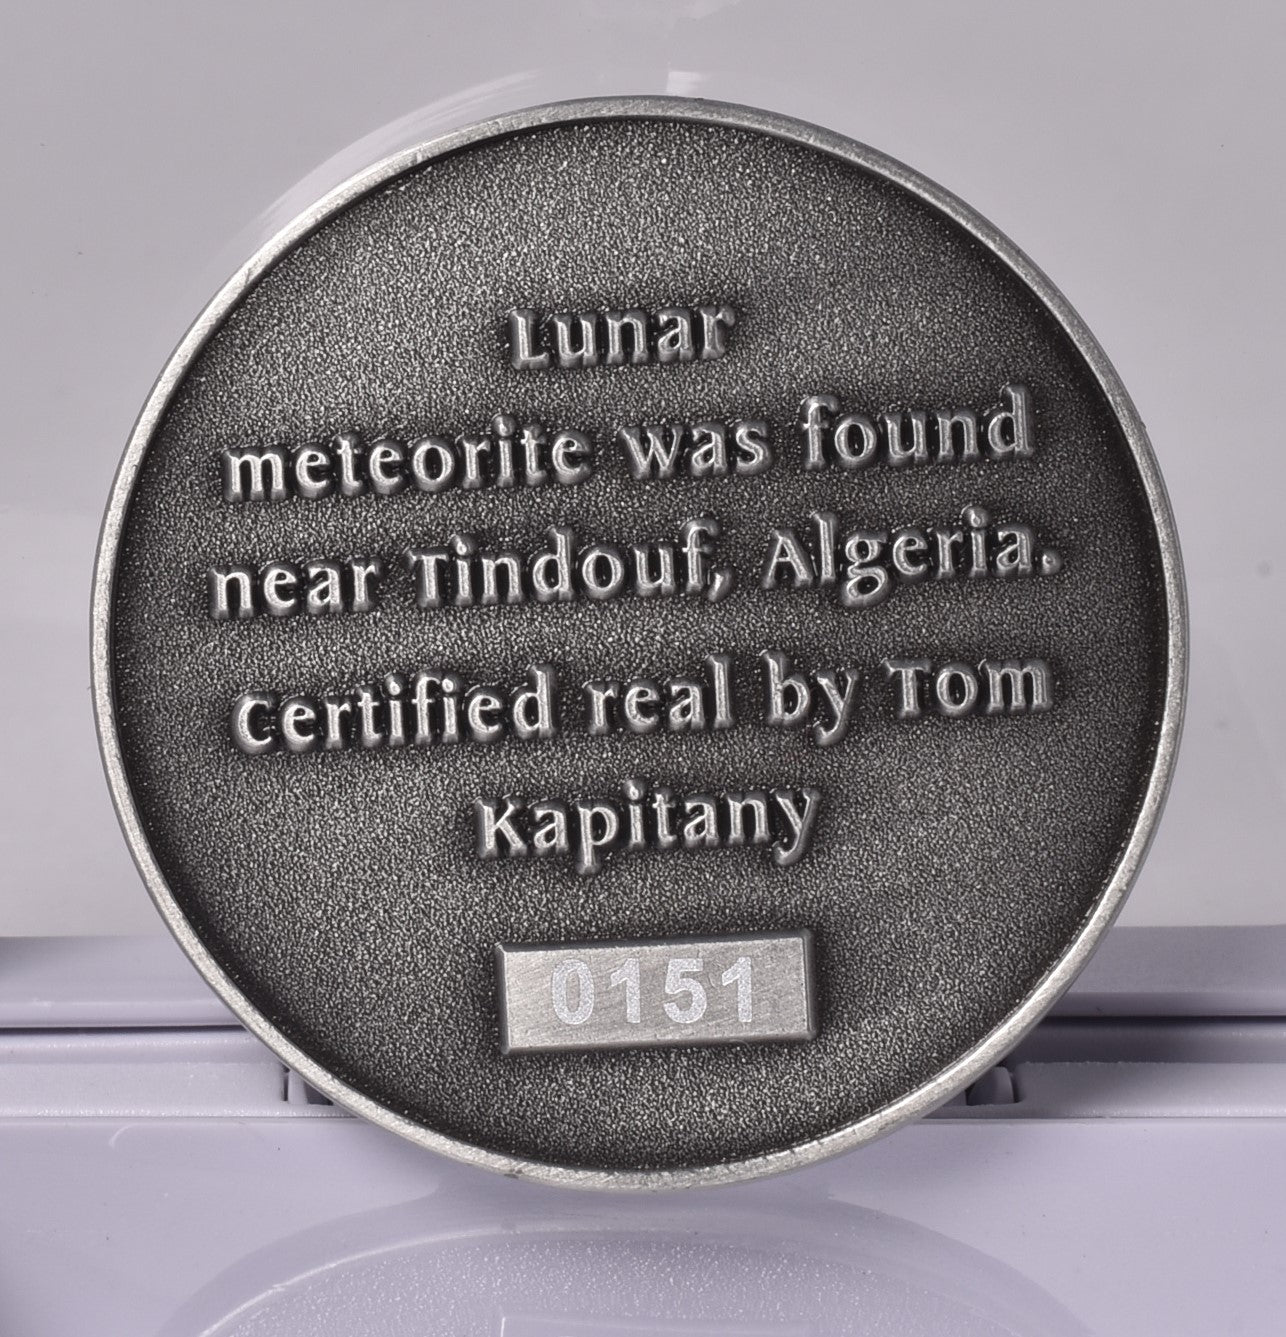 Lunar
meteorite was found
near Tindouf, Algeria.
Certified real by Tom
Kapitany
0151